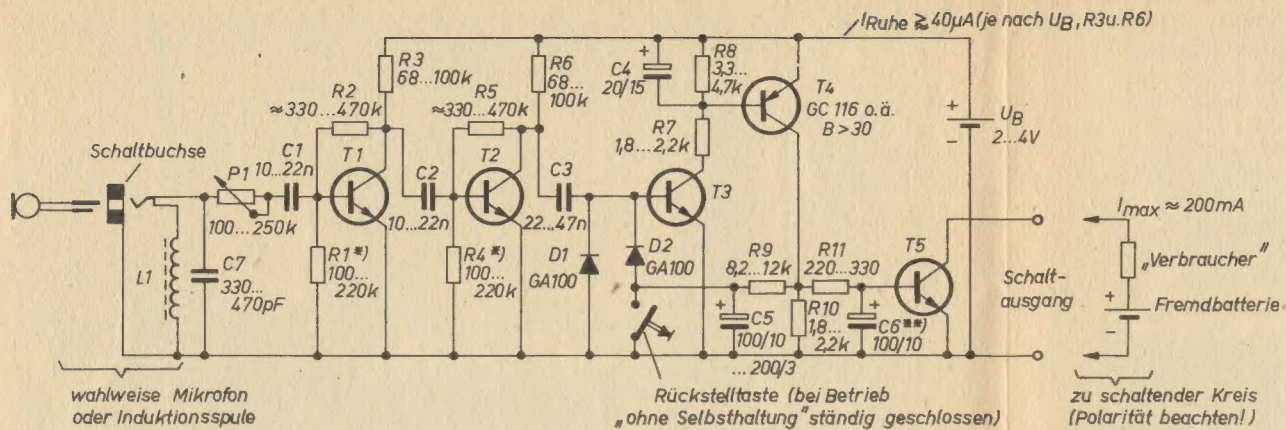 IRuhe ≧ 40µA (je nach UB, R3 u. R6)
R3
68...100k
R6
68...
100k
C4
20/15
+
R8
3,3...
4,7k
T4
GC 116 o.ä.
B > 30
+
UB
2...4V
−
R2
≈330...470k
R5
≈330...470k
R7
1,8...
2,2k
Schaltbuchse
P1
100...250k
C1
10...22n
T1
C2
10...22n
T2
C3
22...47n
T3
L1
C7
330...
470pF
R1*)
100...
220k
R4*)
100...
220k
D1
GA100
D2
GA100
R9
8,2...12k
R11
220...330
T5
+
C5
100/10
...200/3
R10
1,8...
2,2k
+
C6**)
100/10
Schalt-
ausgang
Imax ≈ 200mA
„Verbraucher"
+
Fremdbatterie
−
wahlweise Mikrofon
oder Induktionsspule
Rückstelltaste (bei Betrieb
„ohne Selbsthaltung" ständig geschlossen)
zu schaltender Kreis
(Polarität beachten!)